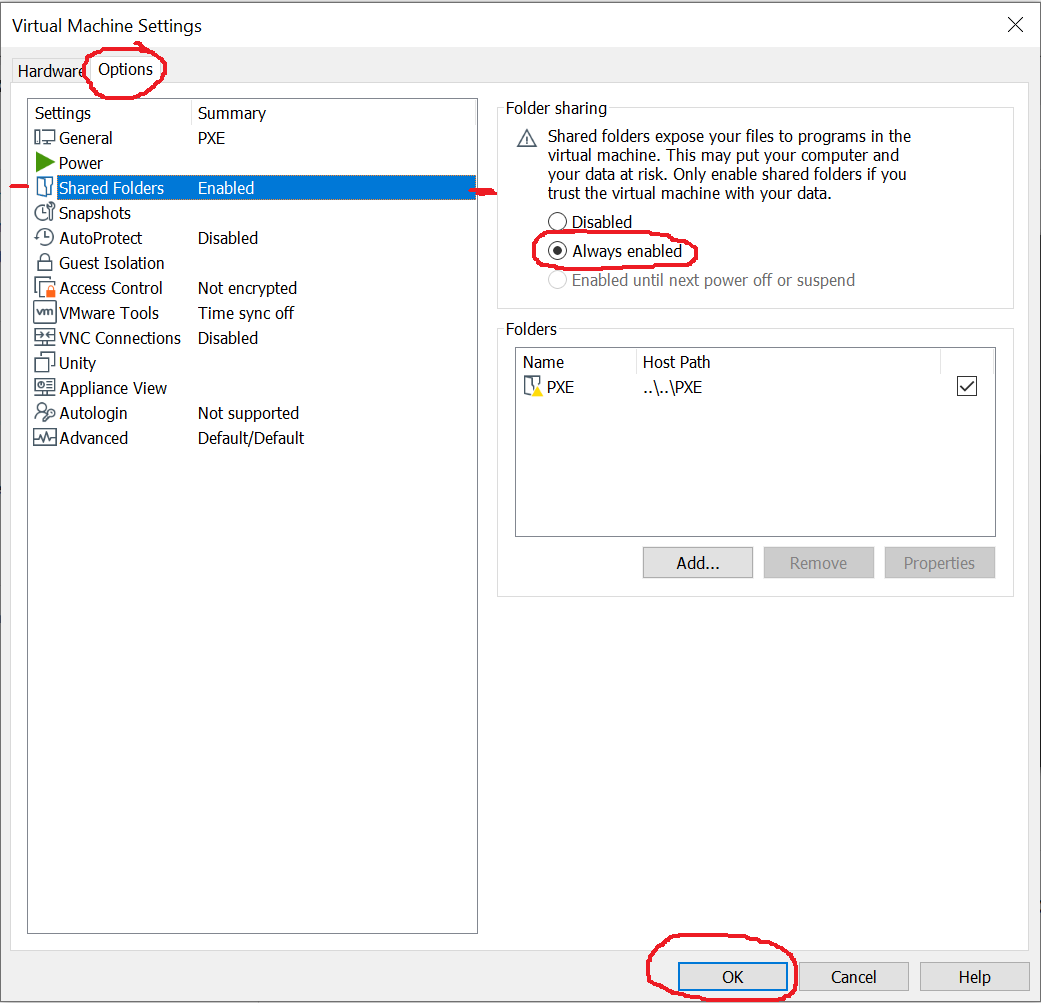 Virtual Machine Settings
Hardware Options
Settings Summary
General PXE
Power
Shared Folders Enabled
Snapshots
AutoProtect Disabled
Guest Isolation
Access Control Not encrypted
vm VMware Tools Time sync off
VNC Connections Disabled
Unity
Appliance View
Autologin Not supported
Advanced Default/Default
Folder sharing
Shared folders expose your files to programs in the
virtual machine. This may put your computer and
your data at risk. Only enable shared folders if you
trust the virtual machine with your data.
Disabled
Always enabled
Enabled until next power off or suspend
Folders
Name Host Path
PXE ..\..\PXE
Add... Remove Properties
OK Cancel Help